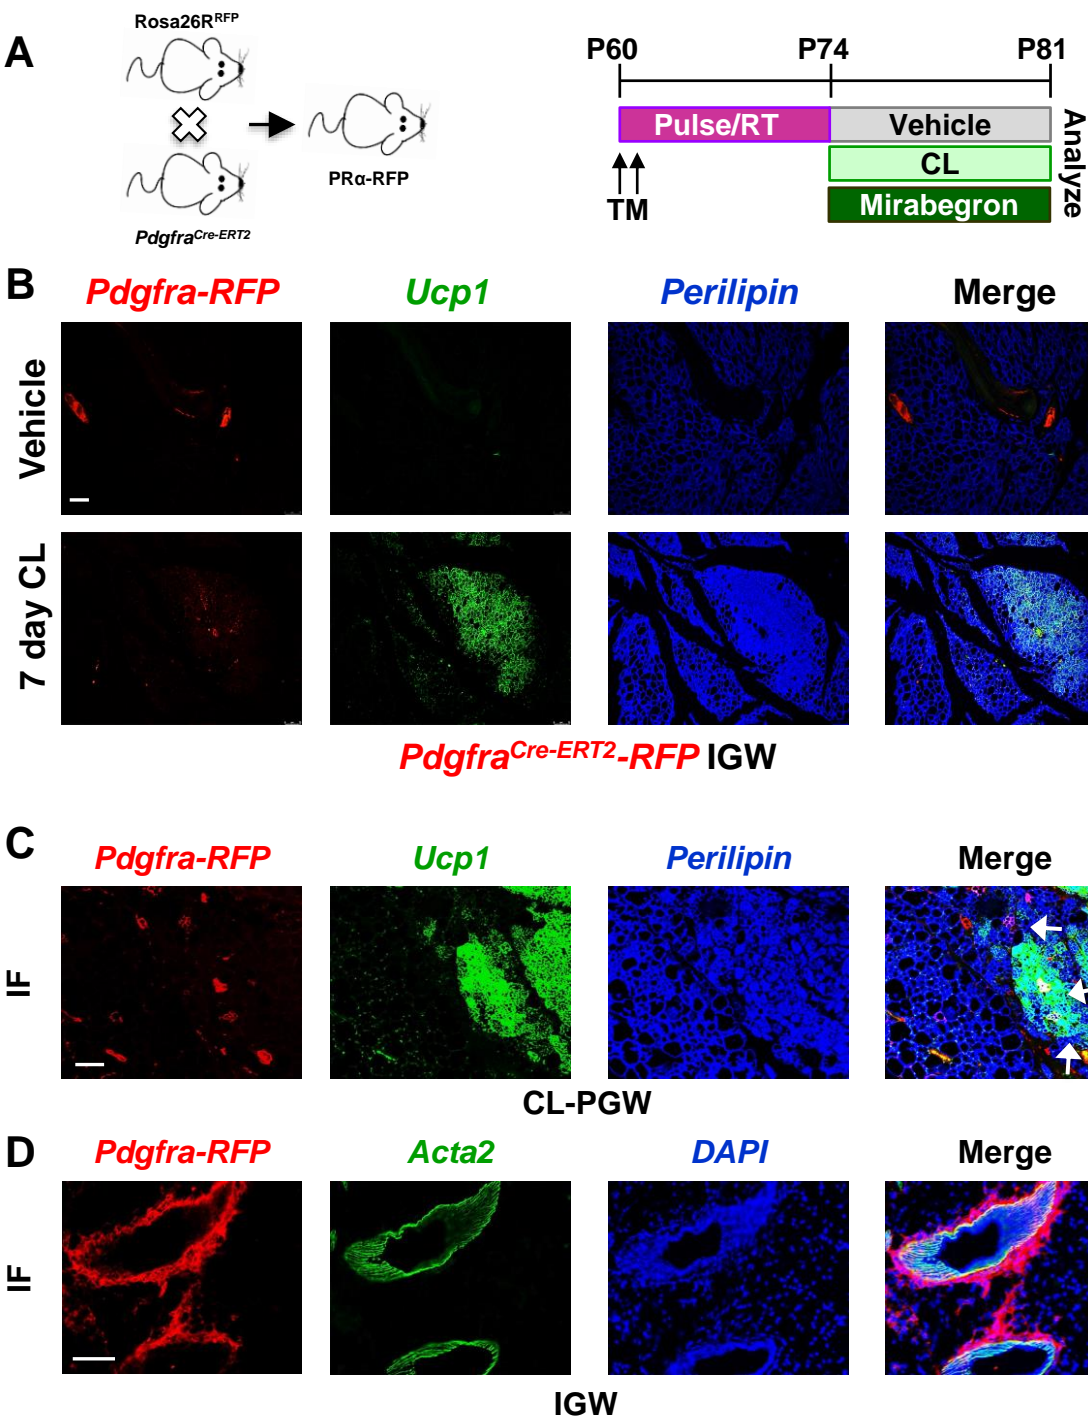 A
Rosa26R^RFP
Pdgfra^Cre-ERT2
PRα-RFP
P60 P74 P81
Pulse/RT Vehicle
CL
Mirabegron
TM
Analyze
B
Pdgfra-RFP Ucp1 Perilipin Merge
Vehicle
7 day CL
Pdgfra^Cre-ERT2-RFP IGW
C
Pdgfra-RFP Ucp1 Perilipin Merge
IF
CL-PGW
D
Pdgfra-RFP Acta2 DAPI Merge
IF
IGW